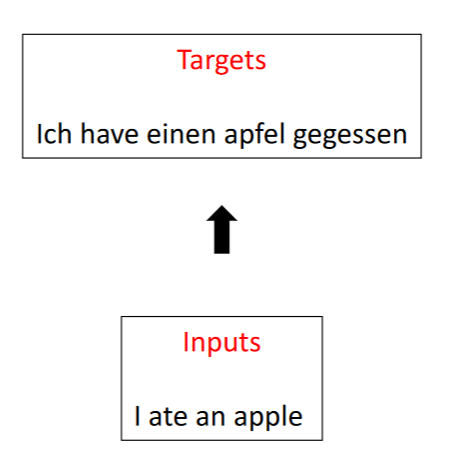 Targets
Ich have einen apfel gegessen
Inputs
I ate an apple